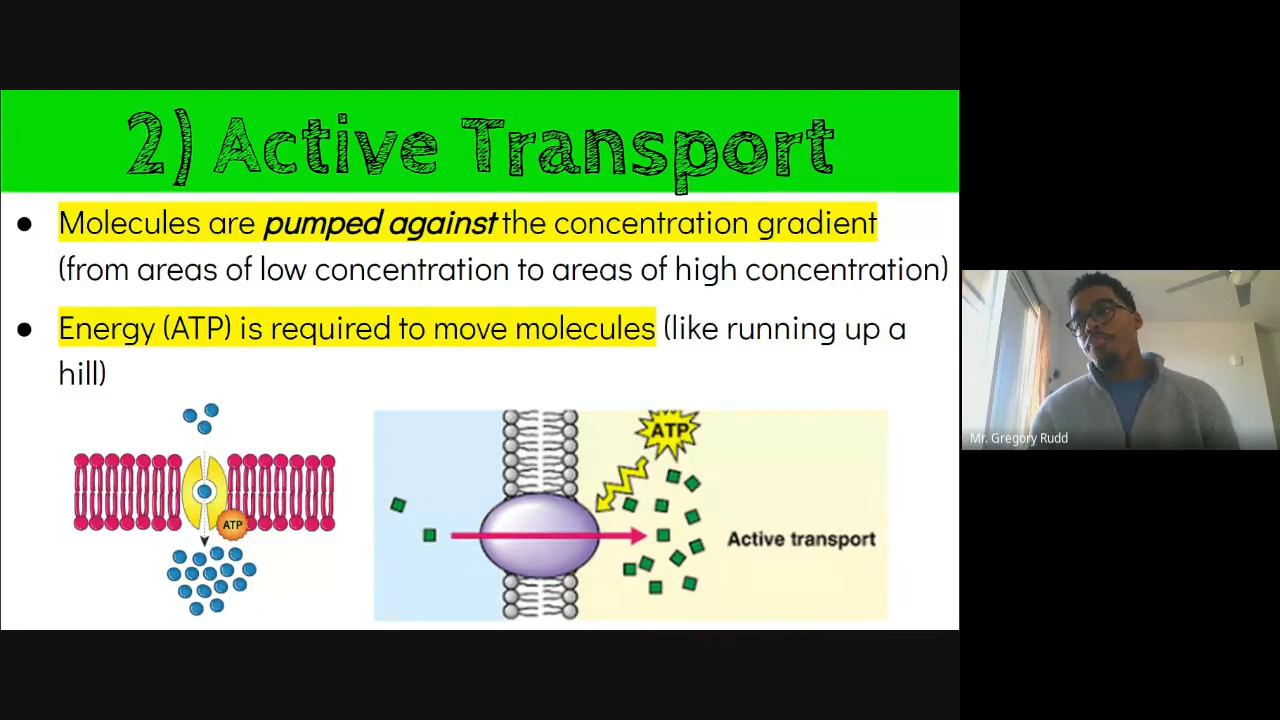 2) Active Transport
● Molecules are pumped against the concentration gradient
(from areas of low concentration to areas of high concentration)
● Energy (ATP) is required to move molecules (like running up a
hill)
ATP
ATP
Active transport
Mr. Gregory Rudd